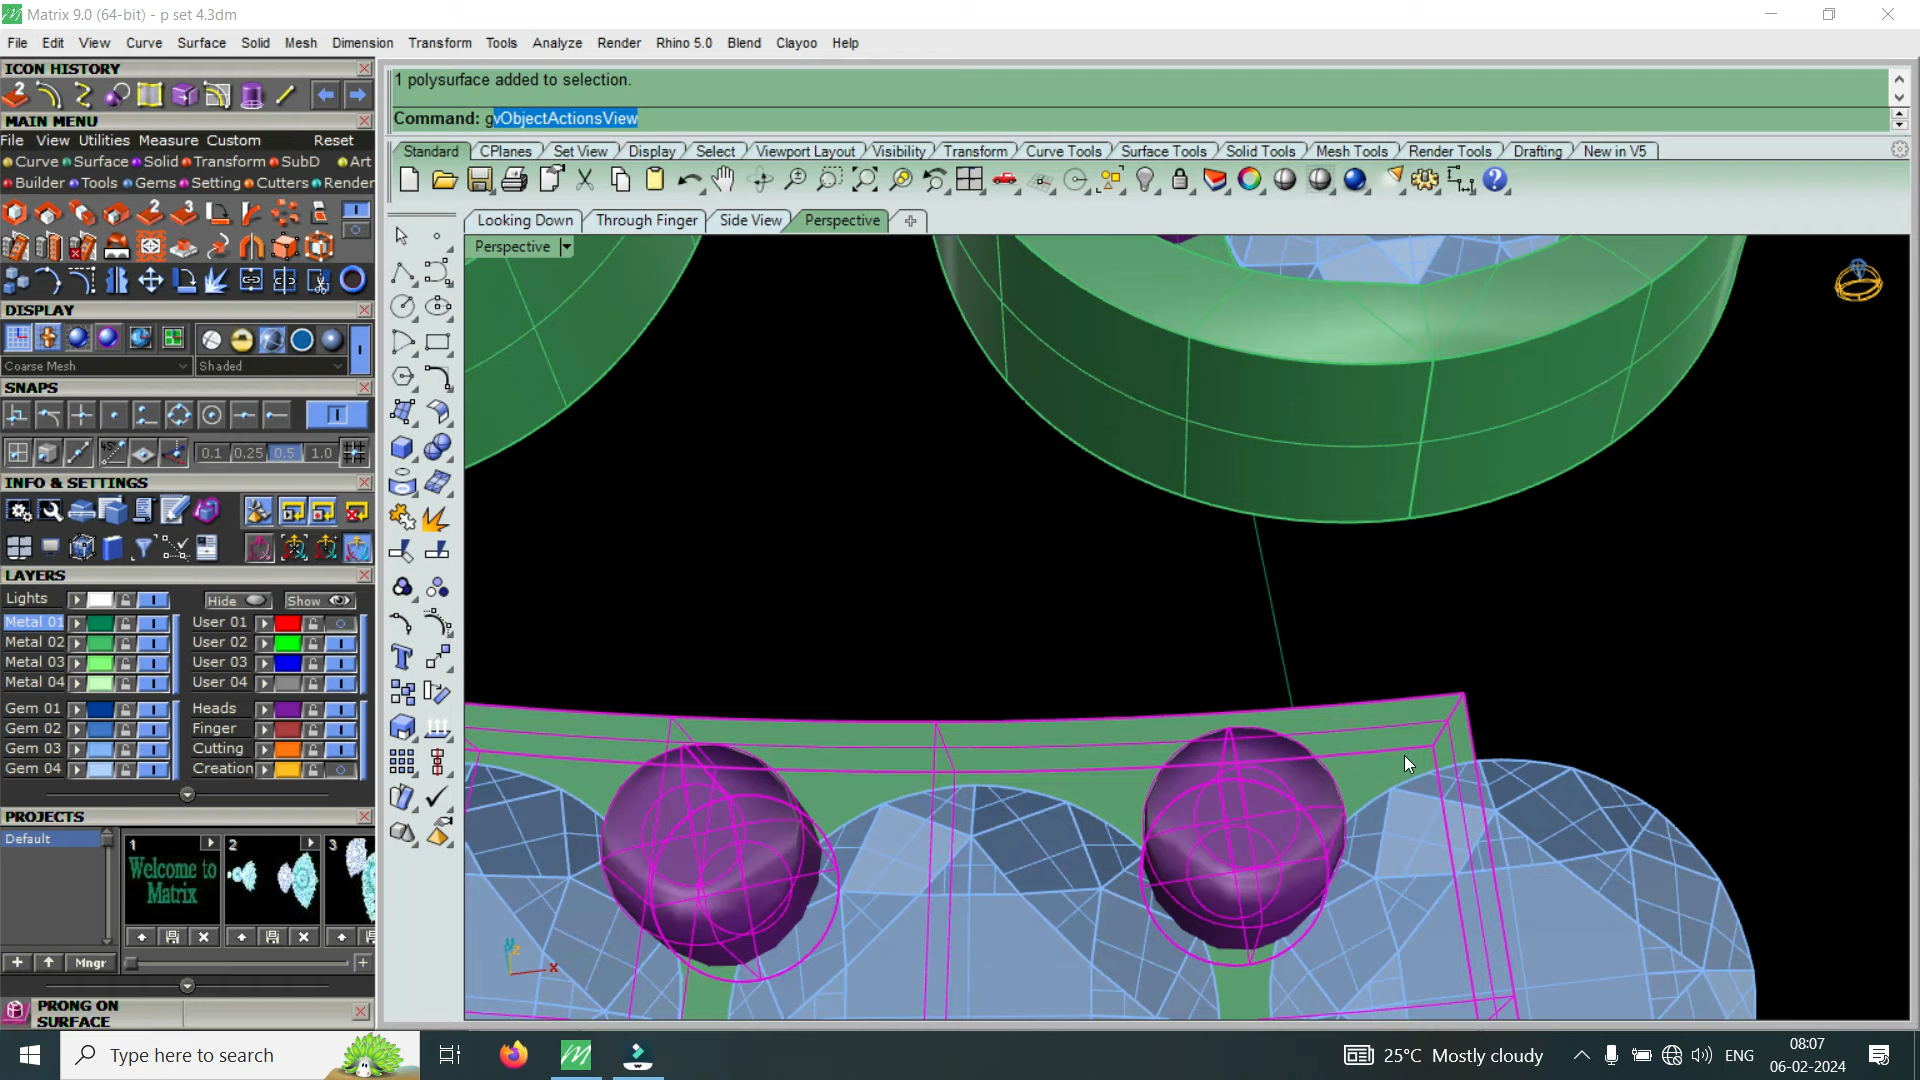 Matrix 9.0 (64-bit) - p set 4.3dm
File Edit View Curve Surface Solid Mesh Dimension Transform Tools Analyze Render Rhino 5.0 Blend Clayoo Help
ICON HISTORY
1 polysurface added to selection.
Command: gvObjectActionsView
MAIN MENU
File View Utilities Measure Custom Reset
Curve Surface Solid Transform SubD Art
Builder Tools Gems Setting Cutters Render
Standard CPlanes Set View Display Select Viewport Layout Visibility Transform Curve Tools Surface Tools Solid Tools Mesh Tools Render Tools Drafting New in V5
Looking Down Through Finger Side View Perspective
Perspective
DISPLAY
Coarse Mesh Shaded
SNAPS
0.1 0.25 0.5 1.0
INFO & SETTINGS
LAYERS
Lights Hide Show
Metal 01 User 01
Metal 02 User 02
Metal 03 User 03
Metal 04 User 04
Gem 01 Heads
Gem 02 Finger
Gem 03 Cutting
Gem 04 Creation
PROJECTS
Default
1 2 3
Welcome to
Matrix
Mngr
PRONG ON
SURFACE
y
z
x
Type here to search
25°C Mostly cloudy
ENG
08:07
06-02-2024